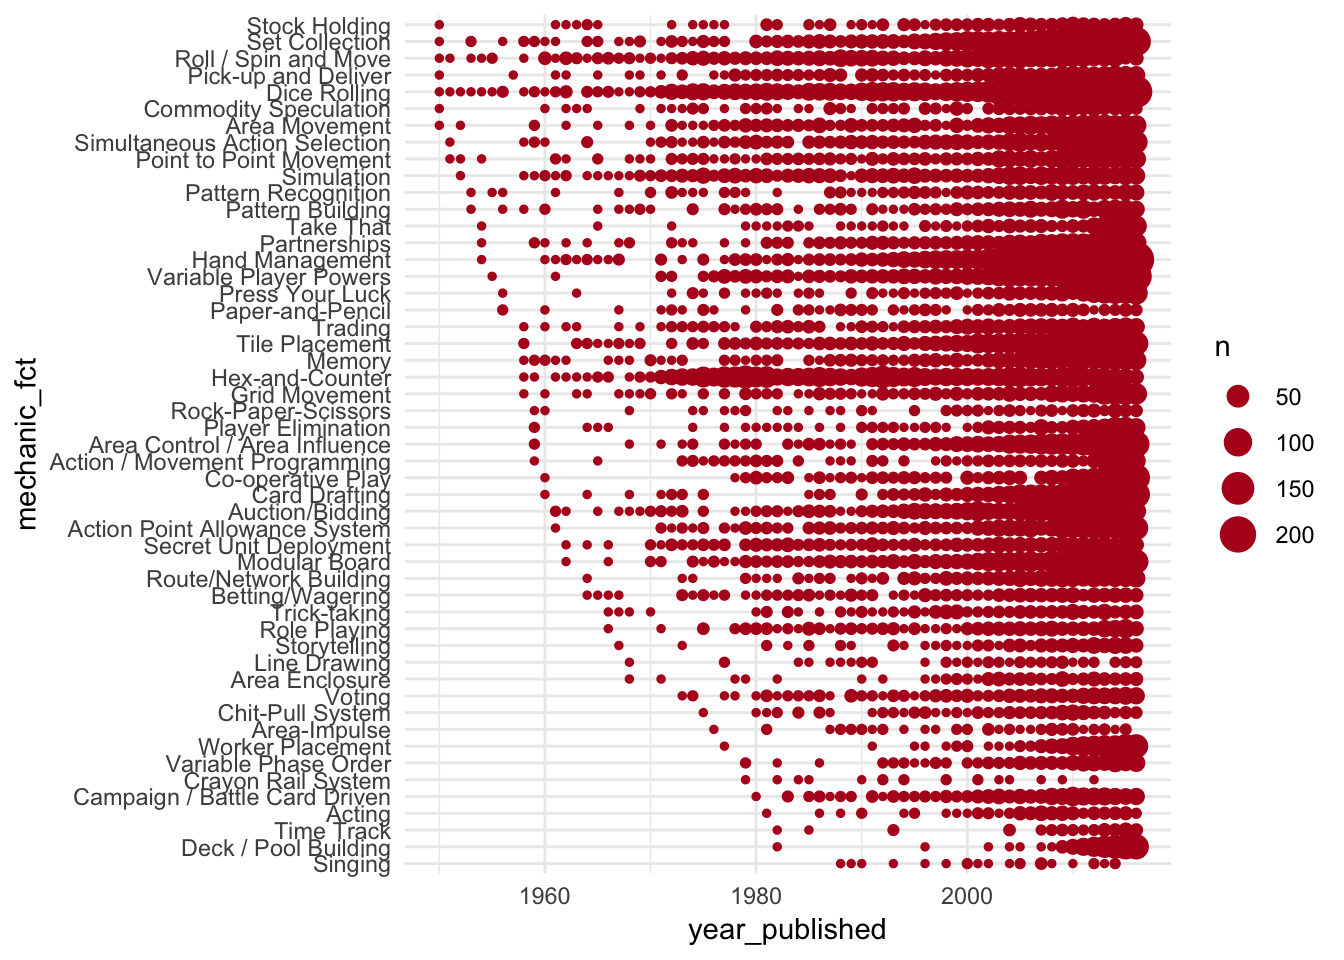 Stock Holding
Set Collection
Roll / Spin and Move
Pick-up and Deliver
Dice Rolling
Commodity Speculation
Area Movement
Simultaneous Action Selection
Point to Point Movement
Simulation
Pattern Recognition
Pattern Building
Take That
Partnerships
Hand Management
Variable Player Powers
Press Your Luck
Paper-and-Pencil
Trading
Tile Placement
Memory
Hex-and-Counter
Grid Movement
Rock-Paper-Scissors
Player Elimination
Area Control / Area Influence
Action / Movement Programming
Co-operative Play
Card Drafting
Auction/Bidding
Action Point Allowance System
Secret Unit Deployment
Modular Board
Route/Network Building
Betting/Wagering
Trick-taking
Role Playing
Storytelling
Line Drawing
Area Enclosure
Voting
Chit-Pull System
Area-Impulse
Worker Placement
Variable Phase Order
Crayon Rail System
Campaign / Battle Card Driven
Acting
Time Track
Deck / Pool Building
Singing
mechanic_fct
1960 1980 2000
year_published
n
50
100
150
200